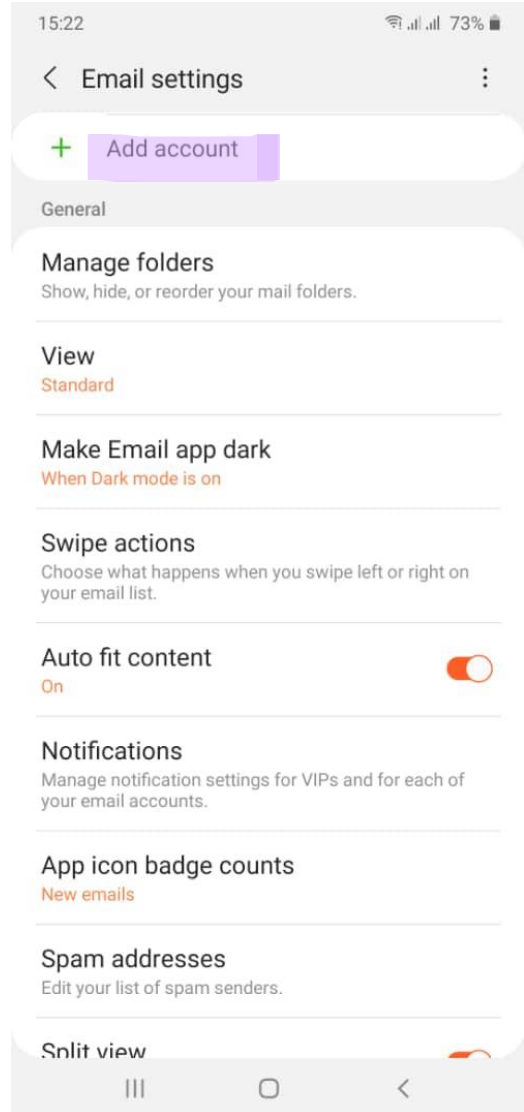 15:22 73%
Email settings
+ Add account
General
Manage folders
Show, hide, or reorder your mail folders.
View
Standard
Make Email app dark
When Dark mode is on
Swipe actions
Choose what happens when you swipe left or right on
your email list.
Auto fit content
On
Notifications
Manage notification settings for VIPs and for each of
your email accounts.
App icon badge counts
New emails
Spam addresses
Edit your list of spam senders.
Split view